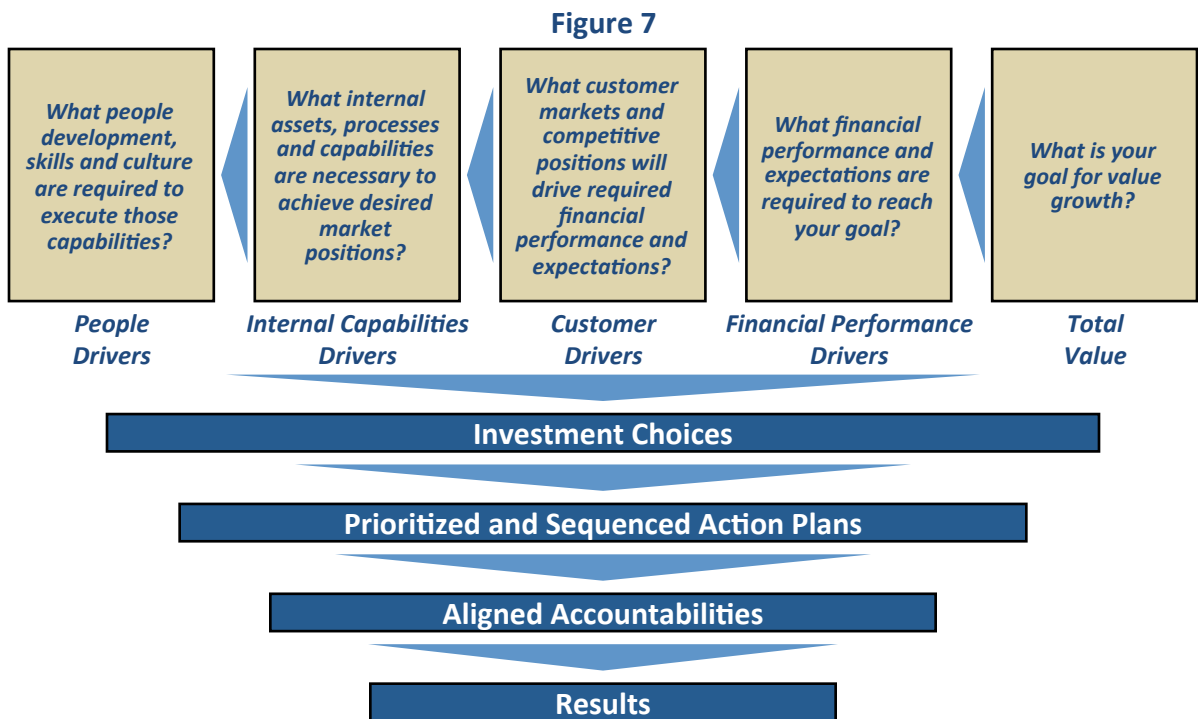 Figure 7
What people
development,
skills and culture
are required to
execute those
capabilities?
What internal
assets, processes
and capabilities
are necessary to
achieve desired
market
positions?
What customer
markets and
competitive
positions will
drive required
financial
performance and
expectations?
What financial
performance and
expectations are
required to reach
your goal?
What is your
goal for value
growth?
People
Drivers
Internal Capabilities
Drivers
Customer
Drivers
Financial Performance
Drivers
Total
Value
Investment Choices
Prioritized and Sequenced Action Plans
Aligned Accountabilities
Results